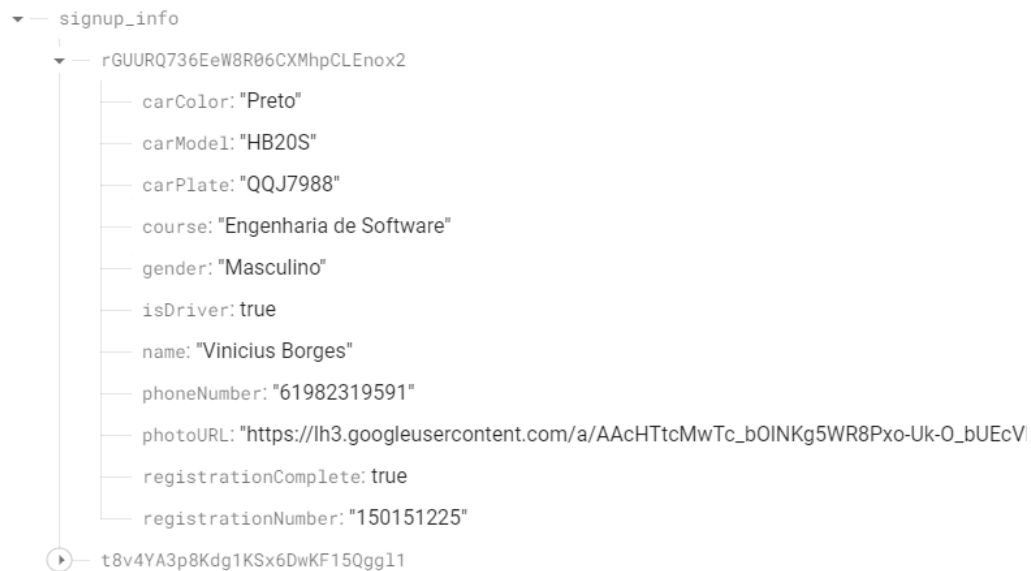 signup_info
rGUURQ736EeW8R06CXMhpCLEnox2
carColor: "Preto"
carModel: "HB20S"
carPlate: "QQJ7988"
course: "Engenharia de Software"
gender: "Masculino"
isDriver: true
name: "Vinicius Borges"
phoneNumber: "61982319591"
photoURL: "https://lh3.googleusercontent.com/a/AAcHTtcMwTc_bOlNKg5WR8Pxo-Uk-O_bUEcV
registrationComplete: true
registrationNumber: "150151225"
t8v4YA3p8Kdg1KSx6DwKF15Qggl1